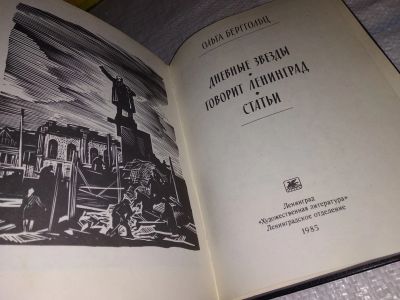 ОЛЬГА БЕРГГОЛЬЦ
ДНЕВНЫЕ ЗВЕЗДЫ
•
ГОВОРИТ ЛЕНИНГРАД
•
СТАТЬИ
Ленинград
«Художественная литература»
Ленинградское отделение
1985